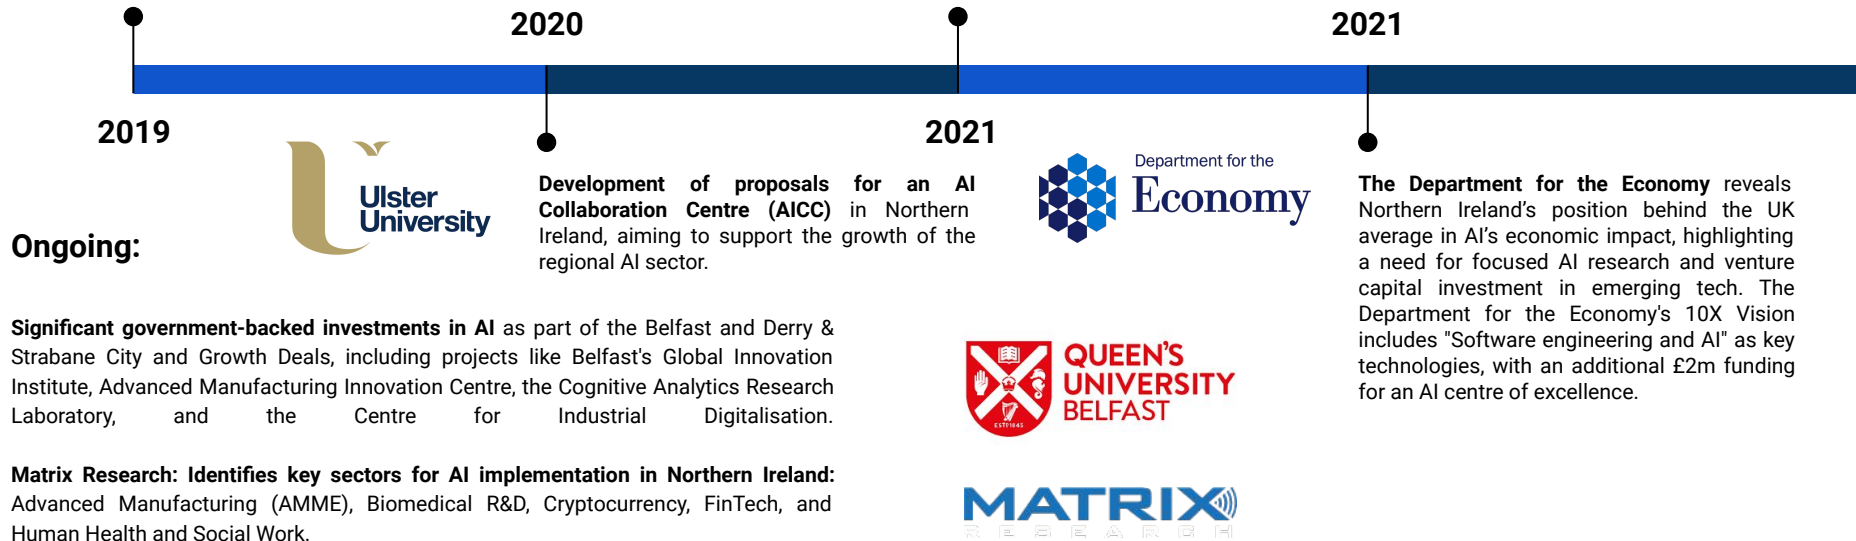 2020
2021
2019
2021
Ulster
University
Development of proposals for an AI
Collaboration Centre (AICC) in Northern
Ireland, aiming to support the growth of the
regional AI sector.
Department for the
Economy
The Department for the Economy reveals
Northern Ireland’s position behind the UK
average in AI’s economic impact, highlighting
a need for focused AI research and venture
capital investment in emerging tech. The
Department for the Economy's 10X Vision
includes "Software engineering and AI" as key
technologies, with an additional £2m funding
for an AI centre of excellence.
Ongoing:
Significant government-backed investments in AI as part of the Belfast and Derry &
Strabane City and Growth Deals, including projects like Belfast's Global Innovation
Institute, Advanced Manufacturing Innovation Centre, the Cognitive Analytics Research
Laboratory, and the Centre for Industrial Digitalisation.
Matrix Research: Identifies key sectors for AI implementation in Northern Ireland:
Advanced Manufacturing (AMME), Biomedical R&D, Cryptocurrency, FinTech, and
Human Health and Social Work.
QUEEN'S
UNIVERSITY
BELFAST
ESTD1845
MATRIX
RESEARCH